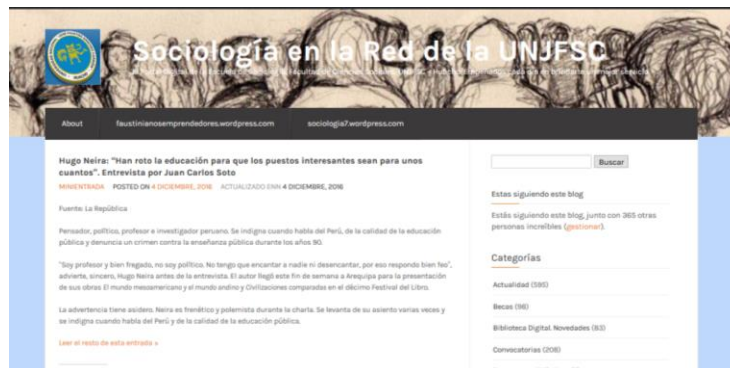 Sociología en la Red de la UNJFSC
About
faustinianosemprendedores.wordpress.com
sociologia7.wordpress.com
Hugo Neira: "Han roto la educación para que los puestos interesantes sean para unos
cuantos". Entrevista por Juan Carlos Soto
MINIENTRADA POSTED ON 4 DICIEMBRE, 2016 ACTUALIZADO ENN 4 DICIEMBRE, 2016
Fuente: La República
Pensador, político, profesor e investigador peruano. Se indigna cuando habla del Perú, de la calidad de la educación
pública y denuncia un crimen contra la enseñanza pública durante los años 90.
"Soy profesor y bien fregado, no soy político. No tengo que encantar a nadie ni desencantar, por eso respondo bien feo",
advierte, sincero, Hugo Neira antes de la entrevista. El autor llegó este fin de semana a Arequipa para la presentación
de sus obras El mundo mesoamericano y el mundo andino y Civilizaciones comparadas en el décimo Festival del Libro.
La advertencia tiene asidero. Neira es frenético y polemista durante la charla. Se levanta de su asiento varias veces y
se indigna cuando habla del Perú y de la calidad de la educación pública.
Leer el resto de esta entrada »
Buscar
Estas siguiendo este blog
Estás siguiendo este blog, junto con 365 otras
personas increíbles (gestionar).
Categorías
Actualidad (595)
Becas (98)
Biblioteca Digital. Novedades (83)
Convocatorias (208)